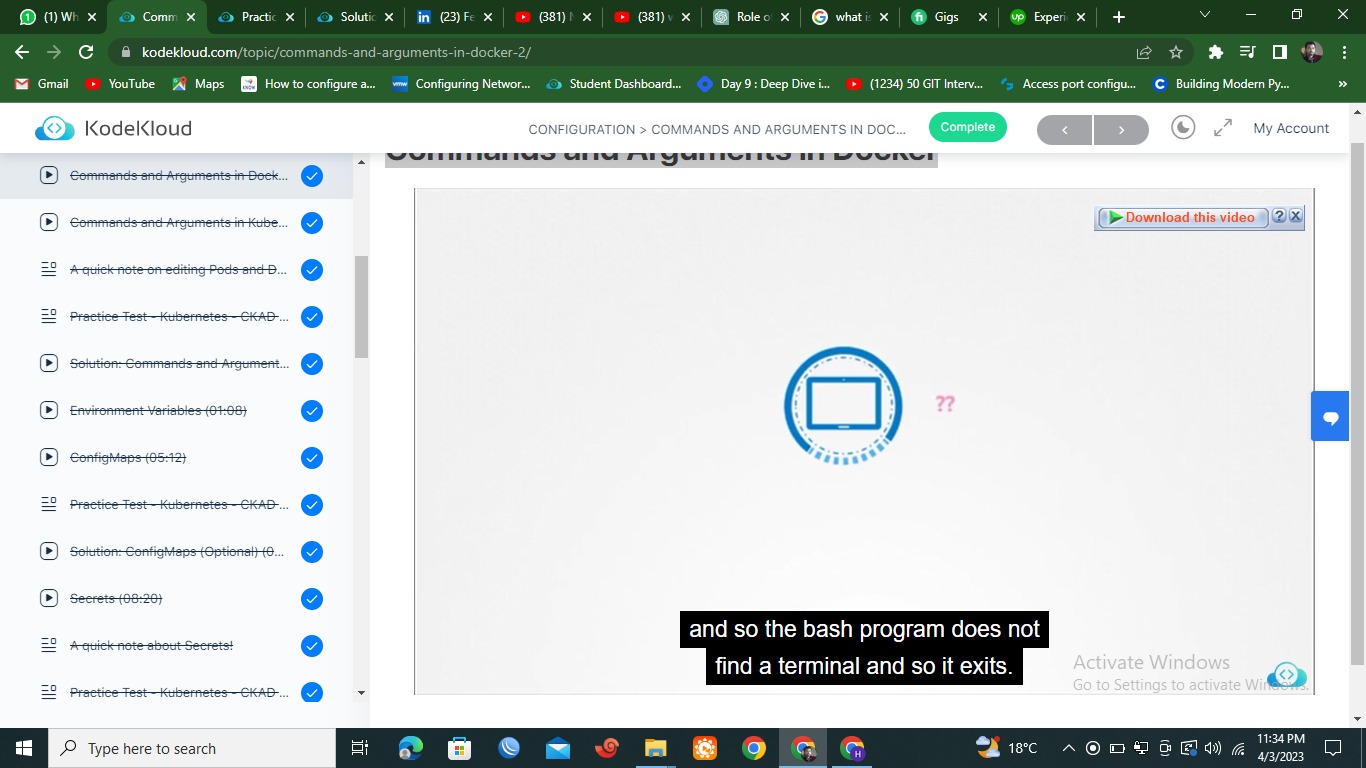 (1) Wh
Comm
Practic
Solutic
(23) Fe
(381) N
(381) v
Role o
what is
Gigs
Experi
kodekloud.com/topic/commands-and-arguments-in-docker-2/
Gmail
YouTube
Maps
How to configure a...
Configuring Networ...
Student Dashboard...
Day 9 : Deep Dive i...
(1234) 50 GIT Interv...
Access port configu...
Building Modern Py...
»
KodeKloud
CONFIGURATION > COMMANDS AND ARGUMENTS IN DOC...
Complete
My Account
Commands and Arguments in Docker
Commands and Arguments in Dock...
Commands and Arguments in Kube...
A quick note on editing Pods and D...
Practice Test - Kubernetes - CKAD ...
Solution: Commands and Argument...
Environment Variables (01:08)
ConfigMaps (05:12)
Practice Test - Kubernetes - CKAD ...
Solution: ConfigMaps (Optional) (0...
Secrets (08:20)
A quick note about Secrets!
Practice Test - Kubernetes - CKAD ...
Download this video
??
and so the bash program does not
find a terminal and so it exits.
Activate Windows
Go to Settings to activate Windows.
Type here to search
18°C
11:34 PM
4/3/2023